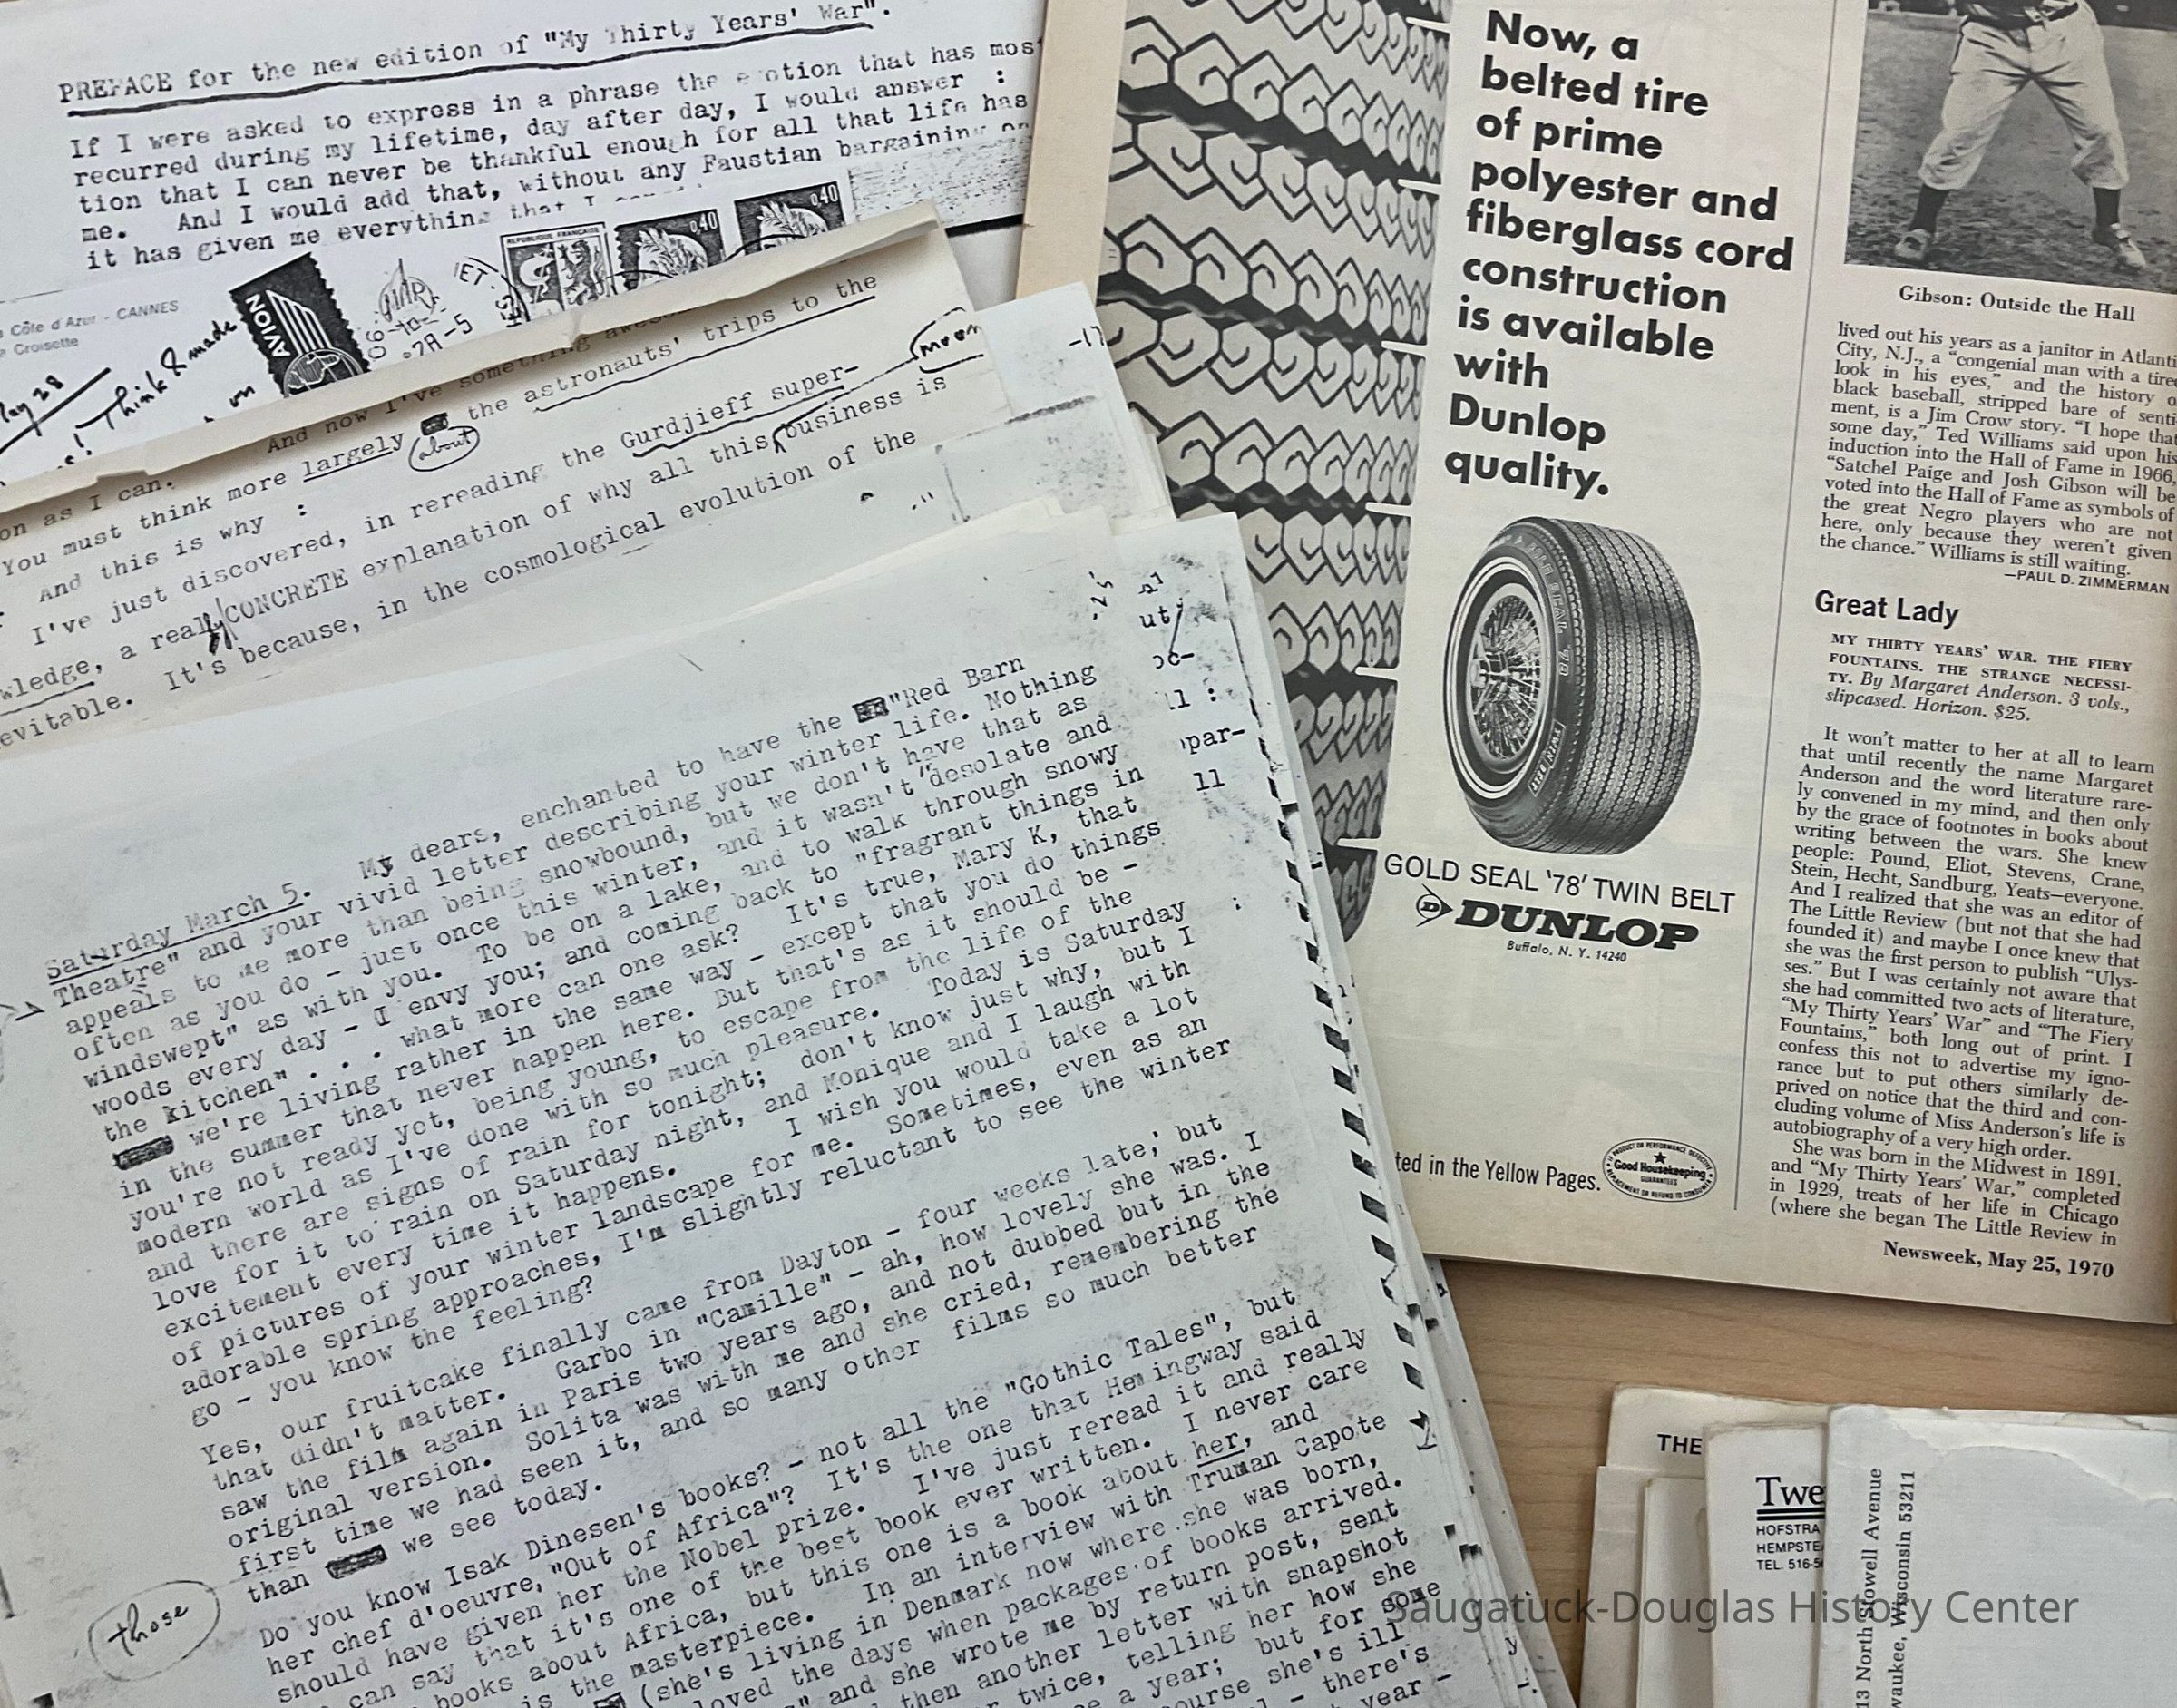 PREFACE for the new edition of "My Thirty Years' War".
If I were asked to express in a phrase the emotion that has most
recurred during my lifetime, day after day, I would answer :
tion that I can never be thankful enough for all that life has
me. And I would add that, without any Faustian bargaining or
it has given me everything that I
REPUBLIQUE FRANÇAISE
0,40
0,40
AVION
Côte d'Azur - CANNES
Croisette
May 28
Think & made
on
And now I've something
on as I can.
You must think more largely about the astronauts' trips to the
moon
And this is why :
I've just discovered, in rereading the Gurdjieff super-
wledge, a really CONCRETE explanation of why all this business is
evitable. It's because, in the cosmological evolution of the
Saturday March 5. My dears, enchanted to have the "Red Barn
Theatre" and your vivid letter describing your winter life. Nothing
appeals to me more than being snowbound, but we don't have that as
often as you do - just once this winter, and it wasn't "desolate and
windswept" as with you. To be on a lake, and to walk through snowy
woods every day - I envy you; and coming back to "fragrant things in
the kitchen" . . . what more can one ask? It's true, Mary K, that
we're living rather in the same way - except that you do things
in the summer that never happen here. But that's as it should be -
you're not ready yet, being young, to escape from the life of the
modern world as I've done with so much pleasure. Today is Saturday
and there are signs of rain for tonight; don't know just why, but I
love for it to rain on Saturday night, and Monique and I laugh with
excitement every time it happens. I wish you would take a lot
of pictures of your winter landscape for me. Sometimes, even as an
adorable spring approaches, I'm slightly reluctant to see the winter
go - you know the feeling?
Yes, our fruitcake finally came from Dayton - four weeks late, but
that didn't matter. Garbo in "Camille" - ah, how lovely she was. I
saw the film again in Paris two years ago, and not dubbed but in the
original version. Solita was with me and she cried, remembering the
first time we had seen it, and so many other films so much better
than we see today.
those
Do you know Isak Dinesen's books? - not all the "Gothic Tales", but
her chef d'oeuvre, "Out of Africa"? It's the one that Hemingway said
should have given her the Nobel prize. I've just reread it and really
can say that it's one of the best book ever written. I never care
books about Africa, but this one is a book about her, and
is the masterpiece. In an interview with Truman Capote
(she's living in Denmark now where she was born,
loved the days when packages of books arrived.
and she wrote me by return post, sent
then another letter with snapshot
twice, telling her how she
a year; but for some
course she's ill
- there's
year -
Now, a
belted tire
of prime
polyester and
fiberglass cord
construction
is available
with
Dunlop
quality.
GOLD SEAL '78' TWIN BELT
DUNLOP
Buffalo, N. Y. 14240
ted in the Yellow Pages.
Good Housekeeping
GUARANTEES
Gibson: Outside the Hall
lived out his years as a janitor in Atlanti
City, N.J., a "congenial man with a tired
look in his eyes," and the history o
black baseball, stripped bare of senti-
ment, is a Jim Crow story. "I hope that
some day," Ted Williams said upon his
induction into the Hall of Fame in 1966,
"Satchel Paige and Josh Gibson will be
voted into the Hall of Fame as symbols of
the great Negro players who are not
here, only because they weren't given
the chance." Williams is still waiting.
—PAUL D. ZIMMERMAN
Great Lady
MY THIRTY YEARS' WAR. THE FIERY
FOUNTAINS. THE STRANGE NECESSI-
TY. By Margaret Anderson. 3 vols.,
slipcased. Horizon. $25.
It won't matter to her at all to learn
that until recently the name Margaret
Anderson and the word literature rare-
ly convened in my mind, and then only
by the grace of footnotes in books about
writing between the wars. She knew
people: Pound, Eliot, Stevens, Crane,
Stein, Hecht, Sandburg, Yeats—everyone.
And I realized that she was an editor of
The Little Review (but not that she had
founded it) and maybe I once knew that
she was the first person to publish "Ulys-
ses." But I was certainly not aware that
she had committed two acts of literature,
"My Thirty Years' War" and "The Fiery
Fountains," both long out of print. I
confess this not to advertise my igno-
rance but to put others similarly de-
prived on notice that the third and con-
cluding volume of Miss Anderson's life is
autobiography of a very high order.
She was born in the Midwest in 1891,
and "My Thirty Years' War," completed
in 1929, treats of her life in Chicago
(where she began The Little Review in
Newsweek, May 25, 1970
THE
Twe
HOFSTRA
HEMPSTE
TEL. 516-5
13 North Stowell Avenue
waukee, Wisconsin 53211
Saugatuck-Douglas History Center